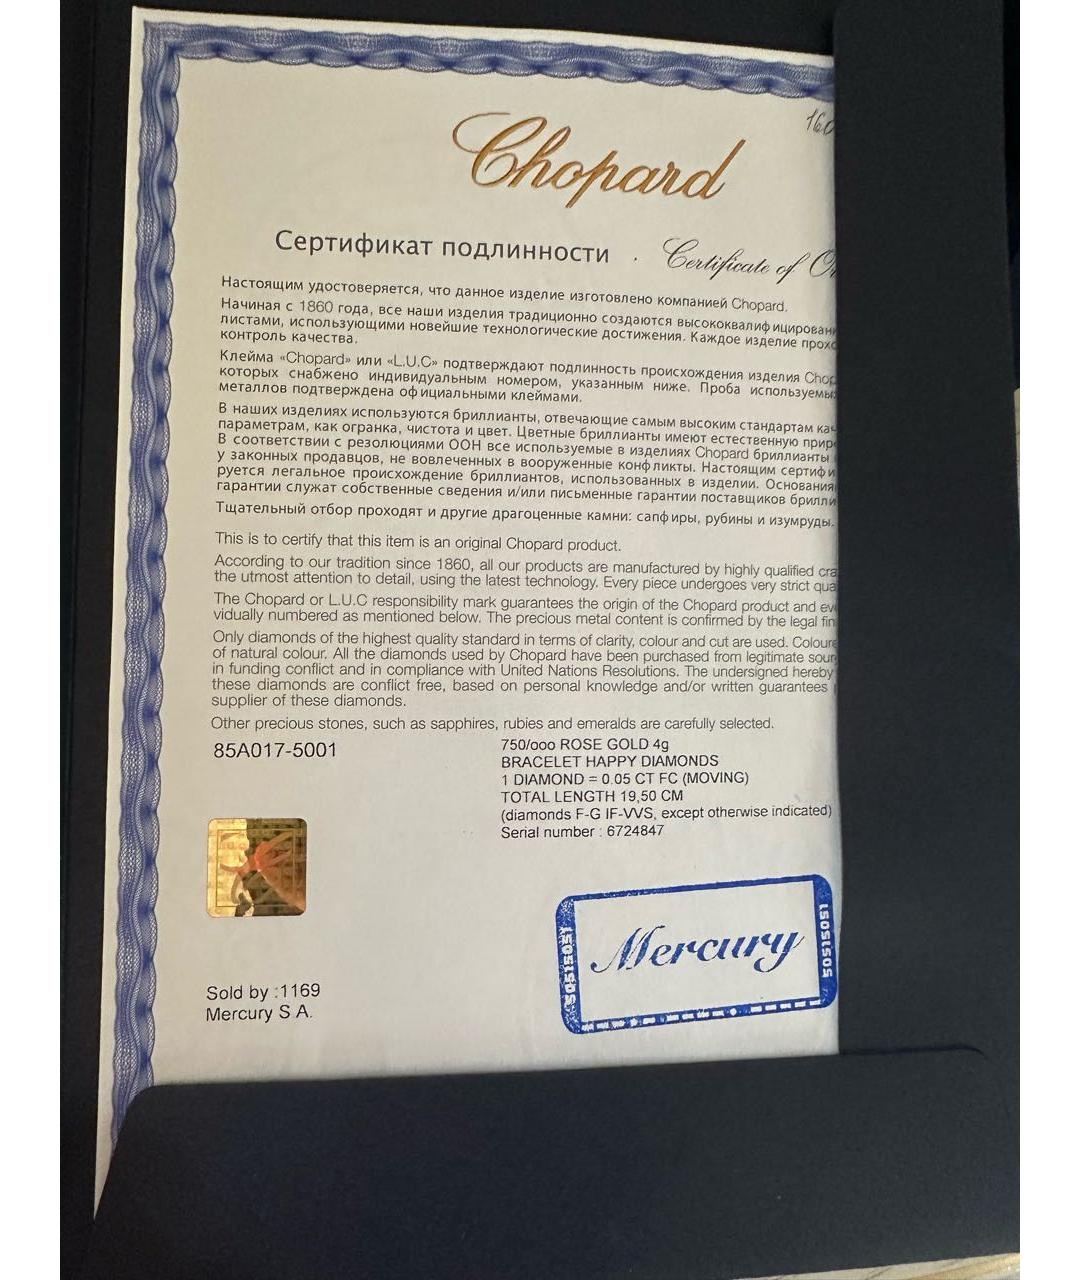 160
Chopard
Сертификат подлинности . Certificate of
Настоящим удостоверяется, что данное изделие изготовлено компанией Chopard.
Начиная с 1860 года, все наши изделия традиционно создаются высококвалифицирован
листами, использующими новейшие технологические достижения. Каждое изделие прохо
контроль качества.
Клейма «Chopard» или «L.U.C» подтверждают подлинность происхождения изделия Chop
которых снабжено индивидуальным номером, указанным ниже. Проба используемы
металлов подтверждена официальными клеймами.
В наших изделиях используются бриллианты, отвечающие самым высоким стандартам ка
параметрам, как огранка, чистота и цвет. Цветные бриллианты имеют естественную прир
В соответствии с резолюциями ООН все используемые в изделиях Chopard бриллианты
у законных продавцов, не вовлеченных в вооруженные конфликты. Настоящим сертифи
руется легальное происхождение бриллиантов, использованных в изделии. Основания
гарантии служат собственные сведения и/или письменные гарантии поставщиков брилли
Тщательный отбор проходят и другие драгоценные камни: сапфиры, рубины и изумруды.
This is to certify that this item is an original Chopard product.
According to our tradition since 1860, all our products are manufactured by highly qualified cra
the utmost attention to detail, using the latest technology. Every piece undergoes very strict qua
The Chopard or L.U.C responsibility mark guarantees the origin of the Chopard product and ev
vidually numbered as mentioned below. The precious metal content is confirmed by the legal fin
Only diamonds of the highest quality standard in terms of clarity, colour and cut are used. Coloure
of natural colour. All the diamonds used by Chopard have been purchased from legitimate sour
in funding conflict and in compliance with United Nations Resolutions. The undersigned hereby
these diamonds are conflict free, based on personal knowledge and/or written guarantees
supplier of these diamonds.
Other precious stones, such as sapphires, rubies and emeralds are carefully selected.
85A017-5001
750/ooo ROSE GOLD 4g
BRACELET HAPPY DIAMONDS
1 DIAMOND = 0.05 CT FC (MOVING)
TOTAL LENGTH 19,50 CM
(diamonds F-G IF-VVS, except otherwise indicated)
Serial number : 6724847
Mercury
Sold by :1169
Mercury S A.